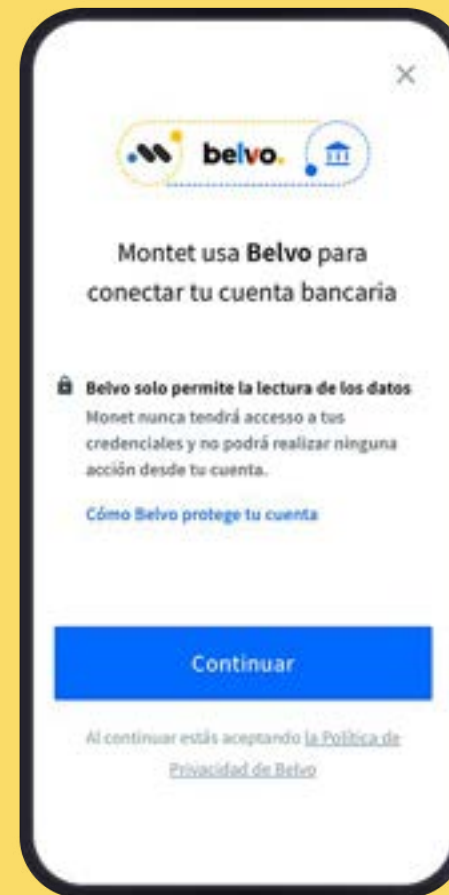 belvo.
Montet usa Belvo para
conectar tu cuenta bancaria
Belvo solo permite la lectura de los datos
Monet nunca tendrá accesso a tus
credenciales y no podrá realizar ninguna
acción desde tu cuenta.
Cómo Belvo protege tu cuenta
Continuar
Al continuar estás aceptando la Política de
Privacidad de Belvo